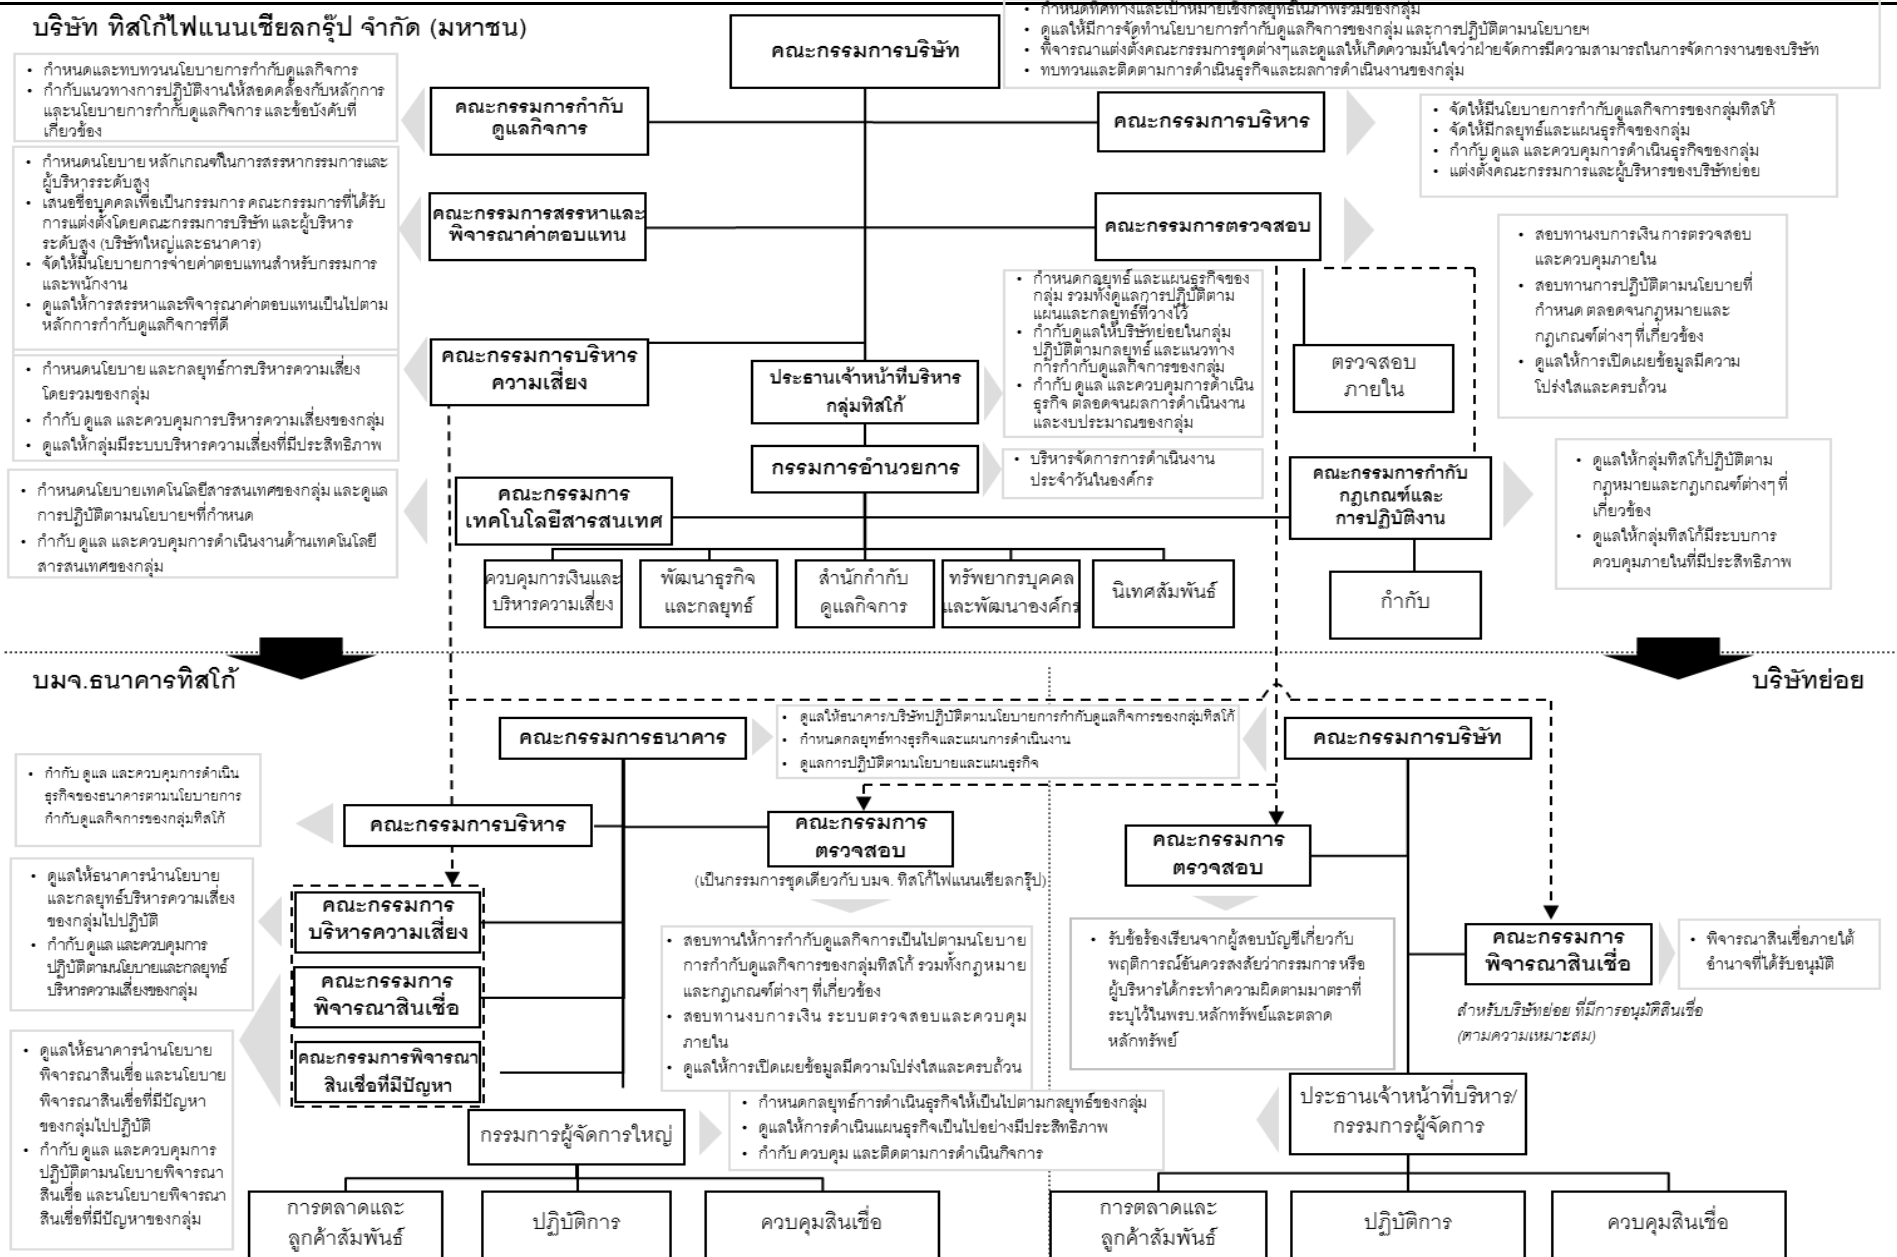 บริษัท ทิสโก้ไฟแนนเชียลกรุ๊ป จำกัด (มหาชน)
คณะกรรมการบริษัท
• กำหนดทิศทางและเป้าหมายเชิงกลยุทธ์ในภาพรวมของกลุ่ม
• ดูแลให้มีการจัดทำนโยบายการกำกับดูแลกิจการของกลุ่ม และการปฏิบัติตามนโยบายฯ
• พิจารณาแต่งตั้งคณะกรรมการชุดต่างๆและดูแลให้เกิดความมั่นใจว่าฝ่ายจัดการมีความสามารถในการจัดการงานของบริษัท
• ทบทวนและติดตามการดำเนินธุรกิจและผลการดำเนินงานของกลุ่ม
• กำหนดและทบทวนนโยบายการกำกับดูแลกิจการ
• กำกับแนวทางการปฏิบัติงานให้สอดคล้องกับหลักการ
และนโยบายการกำกับดูแลกิจการ และข้อบังคับที่
เกี่ยวข้อง
คณะกรรมการกำกับ
ดูแลกิจการ
คณะกรรมการบริหาร
• จัดให้มีนโยบายการกำกับดูแลกิจการของกลุ่มทิสโก้
• จัดให้มีกลยุทธ์และแผนธุรกิจของกลุ่ม
• กำกับ ดูแล และควบคุมการดำเนินธุรกิจของกลุ่ม
• แต่งตั้งคณะกรรมการและผู้บริหารของบริษัทย่อย
• กำหนดนโยบาย หลักเกณฑ์ในการสรรหากรรมการและ
ผู้บริหารระดับสูง
• เสนอชื่อบุคคลเพื่อเป็นกรรมการ คณะกรรมการที่ได้รับ
การแต่งตั้งโดยคณะกรรมการบริษัท และผู้บริหาร
ระดับสูง (บริษัทใหญ่และธนาคาร)
• จัดให้มีนโยบายการจ่ายค่าตอบแทนสำหรับกรรมการ
และพนักงาน
• ดูแลให้การสรรหาและพิจารณาค่าตอบแทนเป็นไปตาม
หลักการกำกับดูแลกิจการที่ดี
คณะกรรมการสรรหาและ
พิจารณาค่าตอบแทน
คณะกรรมการตรวจสอบ
• สอบทานงบการเงิน การตรวจสอบ
และควบคุมภายใน
• สอบทานการปฏิบัติตามนโยบายที่
กำหนด ตลอดจนกฎหมายและ
กฎเกณฑ์ต่างๆ ที่เกี่ยวข้อง
• ดูแลให้การเปิดเผยข้อมูลมีความ
โปร่งใสและครบถ้วน
• กำหนดกลยุทธ์ และแผนธุรกิจของ
กลุ่ม รวมทั้งดูแลการปฏิบัติตาม
แผนและกลยุทธ์ที่วางไว้
• กำกับดูแลให้บริษัทย่อยในกลุ่ม
ปฏิบัติตามกลยุทธ์ และแนวทาง
การกำกับดูแลกิจการของกลุ่ม
• กำกับ ดูแล และควบคุมการดำเนิน
ธุรกิจ ตลอดจนผลการดำเนินงาน
และงบประมาณของกลุ่ม
• กำหนดนโยบาย และกลยุทธ์การบริหารความเสี่ยง
โดยรวมของกลุ่ม
• กำกับ ดูแล และควบคุมการบริหารความเสี่ยงของกลุ่ม
• ดูแลให้กลุ่มมีระบบบริหารความเสี่ยงที่มีประสิทธิภาพ
คณะกรรมการบริหาร
ความเสี่ยง
ประธานเจ้าหน้าที่บริหาร
กลุ่มทิสโก้
ตรวจสอบ
ภายใน
กรรมการอำนวยการ
• บริหารจัดการการดำเนินงาน
ประจำวันในองค์กร
คณะกรรมการกำกับ
กฎเกณฑ์และ
การปฏิบัติงาน
• ดูแลให้กลุ่มทิสโก้ปฏิบัติตาม
กฎหมายและกฎเกณฑ์ต่างๆ ที่
เกี่ยวข้อง
• ดูแลให้กลุ่มทิสโก้มีระบบการ
ควบคุมภายในที่มีประสิทธิภาพ
• กำหนดนโยบายเทคโนโลยีสารสนเทศของกลุ่ม และดูแล
การปฏิบัติตามนโยบายฯที่กำหนด
• กำกับ ดูแล และควบคุมการดำเนินงานด้านเทคโนโลยี
สารสนเทศของกลุ่ม
คณะกรรมการ
เทคโนโลยีสารสนเทศ
ควบคุมการเงินและ
บริหารความเสี่ยง
พัฒนาธุรกิจ
และกลยุทธ์
สำนักกำกับ
ดูแลกิจการ
ทรัพยากรบุคคล
และพัฒนาองค์กร
นิเทศสัมพันธ์
กำกับ
บมจ.ธนาคารทิสโก้
บริษัทย่อย
คณะกรรมการธนาคาร
• ดูแลให้ธนาคาร/บริษัทปฏิบัติตามนโยบายการกำกับดูแลกิจการของกลุ่มทิสโก้
• กำหนดกลยุทธ์ทางธุรกิจและแผนการดำเนินงาน
• ดูแลการปฏิบัติตามนโยบายและแผนธุรกิจ
คณะกรรมการบริษัท
• กำกับ ดูแล และควบคุมการดำเนิน
ธุรกิจของธนาคารตามนโยบายการ
กำกับดูแลกิจการของกลุ่มทิสโก้
คณะกรรมการบริหาร
คณะกรรมการ
ตรวจสอบ
(เป็นกรรมการชุดเดียวกับ บมจ. ทิสโก้ไฟแนนเชียลกรุ๊ป)
คณะกรรมการ
ตรวจสอบ
• ดูแลให้ธนาคารนำนโยบาย
และกลยุทธ์บริหารความเสี่ยง
ของกลุ่มไปปฏิบัติ
• กำกับ ดูแล และควบคุมการ
ปฏิบัติตามนโยบายและกลยุทธ์
บริหารความเสี่ยงของกลุ่ม
คณะกรรมการ
บริหารความเสี่ยง
คณะกรรมการ
พิจารณาสินเชื่อ
คณะกรรมการพิจารณา
สินเชื่อที่มีปัญหา
• สอบทานให้การกำกับดูแลกิจการเป็นไปตามนโยบาย
การกำกับดูแลกิจการของกลุ่มทิสโก้ รวมทั้งกฎหมาย
และกฎเกณฑ์ต่างๆ ที่เกี่ยวข้อง
• สอบทานงบการเงิน ระบบตรวจสอบและควบคุม
ภายใน
• ดูแลให้การเปิดเผยข้อมูลมีความโปร่งใสและครบถ้วน
• รับข้อร้องเรียนจากผู้สอบบัญชีเกี่ยวกับ
พฤติการณ์อันควรสงสัยว่ากรรมการ หรือ
ผู้บริหารได้กระทำความผิดตามมาตราที่
ระบุไว้ในพรบ.หลักทรัพย์และตลาด
หลักทรัพย์
คณะกรรมการ
พิจารณาสินเชื่อ
• พิจารณาสินเชื่อภายใต้
อำนาจที่ได้รับอนุมัติ
สำหรับบริษัทย่อย ที่มีการอนุมัติสินเชื่อ
(ตามความเหมาะสม)
• ดูแลให้ธนาคารนำนโยบาย
พิจารณาสินเชื่อ และนโยบาย
พิจารณาสินเชื่อที่มีปัญหา
ของกลุ่มไปปฏิบัติ
• กำกับ ดูแล และควบคุมการ
ปฏิบัติตามนโยบายพิจารณา
สินเชื่อ และนโยบายพิจารณา
สินเชื่อที่มีปัญหาของกลุ่ม
กรรมการผู้จัดการใหญ่
• กำหนดกลยุทธ์การดำเนินธุรกิจให้เป็นไปตามกลยุทธ์ของกลุ่ม
• ดูแลให้การดำเนินแผนธุรกิจเป็นไปอย่างมีประสิทธิภาพ
• กำกับ ควบคุม และติดตามการดำเนินกิจการ
ประธานเจ้าหน้าที่บริหาร/
กรรมการผู้จัดการ
การตลาดและ
ลูกค้าสัมพันธ์
ปฏิบัติการ
ควบคุมสินเชื่อ
การตลาดและ
ลูกค้าสัมพันธ์
ปฏิบัติการ
ควบคุมสินเชื่อ